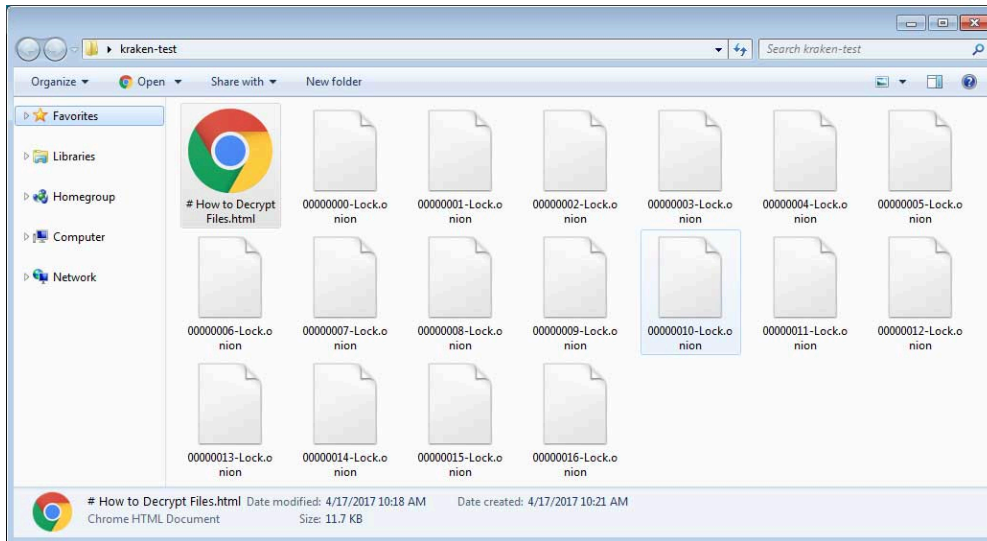 kraken-test
Search kraken-test
Organize Open Share with New folder
Favorites
Libraries
Homegroup
Computer
Network
# How to Decrypt
Files.html
00000000-Lock.o
nion
00000001-Lock.o
nion
00000002-Lock.o
nion
00000003-Lock.o
nion
00000004-Lock.o
nion
00000005-Lock.o
nion
00000006-Lock.o
nion
00000007-Lock.o
nion
00000008-Lock.o
nion
00000009-Lock.o
nion
00000010-Lock.o
nion
00000011-Lock.o
nion
00000012-Lock.o
nion
00000013-Lock.o
nion
00000014-Lock.o
nion
00000015-Lock.o
nion
00000016-Lock.o
nion
# How to Decrypt Files.html Date modified: 4/17/2017 10:18 AM Date created: 4/17/2017 10:21 AM
Chrome HTML Document Size: 11.7 KB